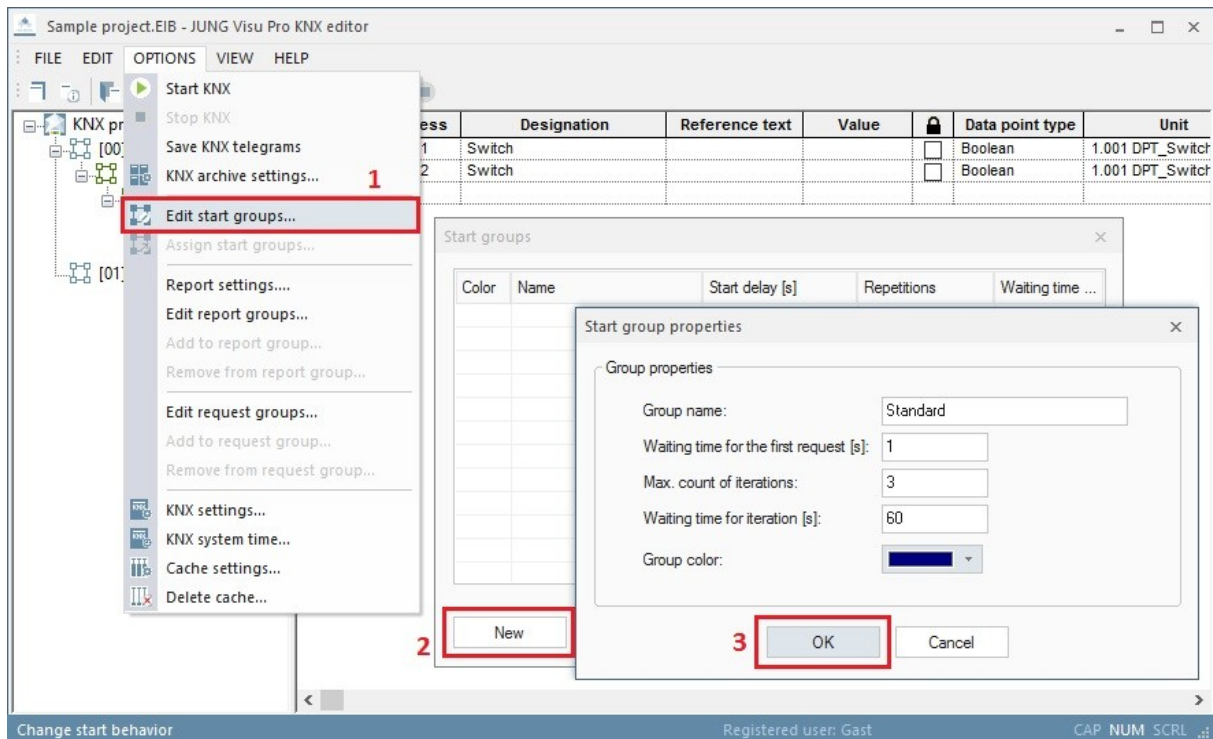 Sample project.EIB - JUNG Visu Pro KNX editor
FILE EDIT OPTIONS VIEW HELP
Start KNX
Stop KNX
Save KNX telegrams
KNX archive settings...
1
Edit start groups...
Assign start groups...
Report settings....
Edit report groups...
Add to report group...
Remove from report group...
Edit request groups...
Add to request group...
Remove from request group...
KNX settings...
KNX system time...
Cache settings...
Delete cache...
KNX pr
[00]
[01]
ess Designation Reference text Value Data point type Unit
1 Switch Boolean 1.001 DPT_Switch
2 Switch Boolean 1.001 DPT_Switch
Start groups
Color Name Start delay [s] Repetitions Waiting time ...
2 New
Start group properties
Group properties
Group name: Standard
Waiting time for the first request [s]: 1
Max. count of iterations: 3
Waiting time for iteration [s]: 60
Group color:
3 OK Cancel
Change start behavior Registered user: Gast CAP NUM SCRL